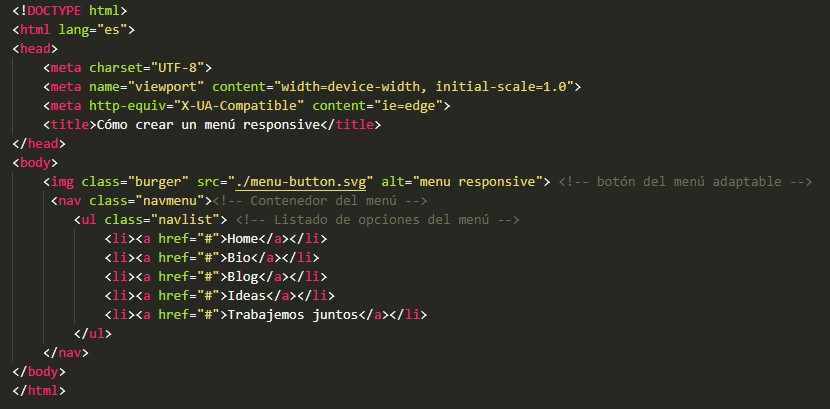 <!DOCTYPE html>
<html lang="es">
<head>
    <meta charset="UTF-8">
    <meta name="viewport" content="width=device-width, initial-scale=1.0">
    <meta http-equiv="X-UA-Compatible" content="ie=edge">
    <title>Cómo crear un menú responsive</title>
</head>
<body>
    <img class="burger" src="./menu-button.svg" alt="menu responsive"> <!-- botón del menú adaptable -->
     <nav class="navmenu"><!-- Contenedor del menú -->
        <ul class="navlist"> <!-- Listado de opciones del menú -->
            <li><a href="#">Home</a></li>
            <li><a href="#">Bio</a></li>
            <li><a href="#">Blog</a></li>
            <li><a href="#">Ideas</a></li>
            <li><a href="#">Trabajemos juntos</a></li>
        </ul>
    </nav>
</body>
</html>